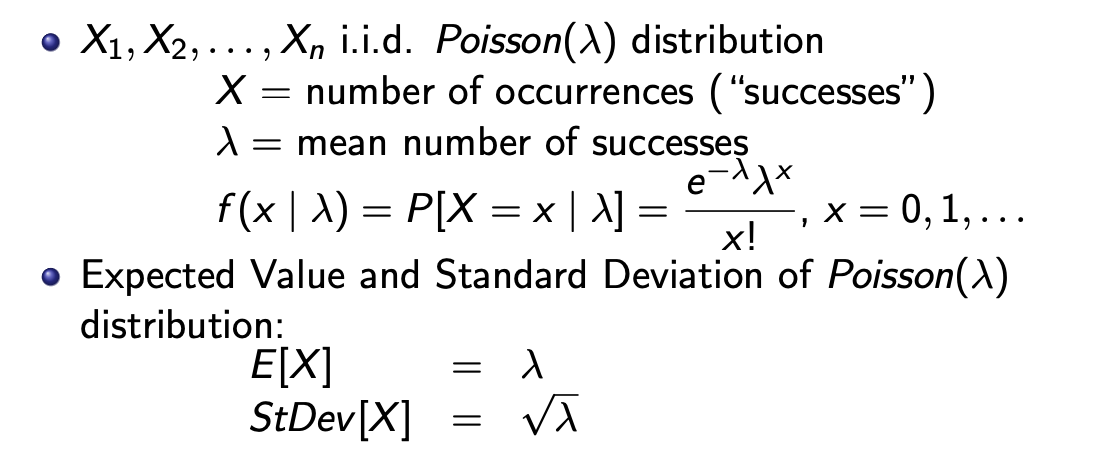 X₁, X₂, . . . , Xₙ i.i.d. Poisson(λ) distribution
X = number of occurrences (“successes”)
λ = mean number of successes
f(x | λ) = P[X = x | λ] = e^{−λ}λ^x / x!, x = 0, 1, . . .
Expected Value and Standard Deviation of Poisson(λ)
distribution:
E[X] = λ
StDev[X] = √λ